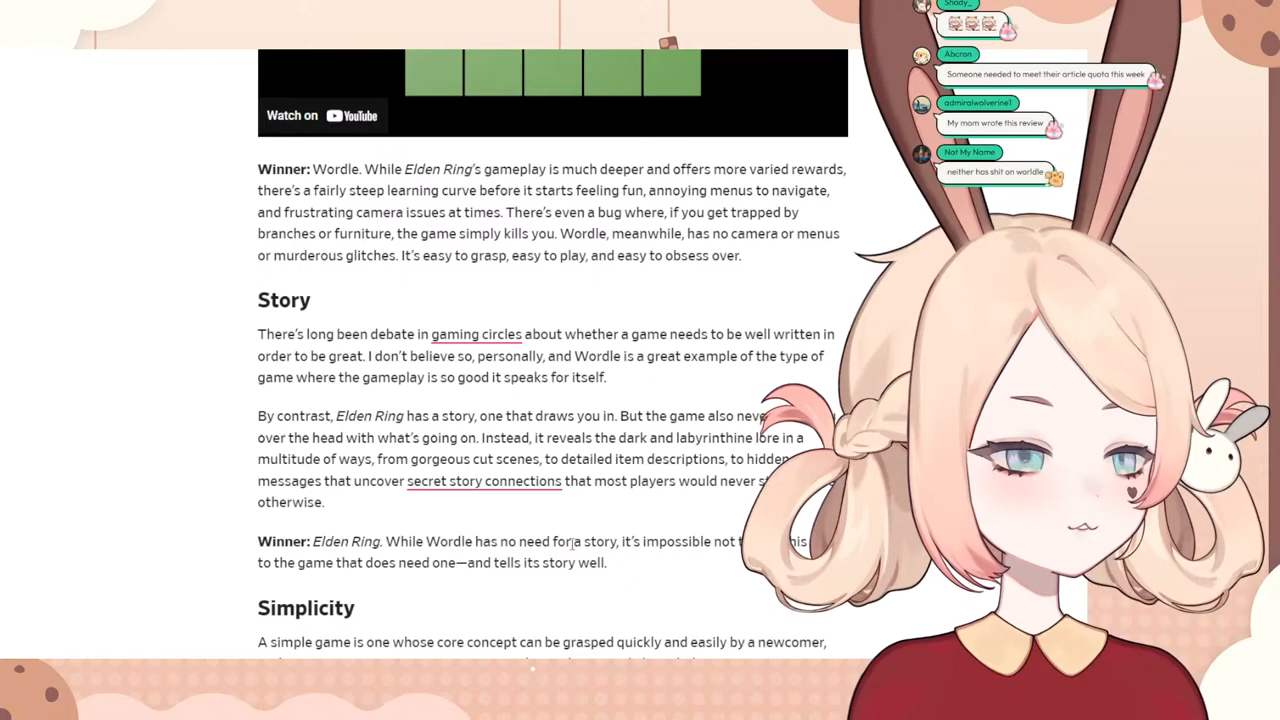 Watch on YouTube
Winner: Wordle. While Elden Ring's gameplay is much deeper and offers more varied rewards,
there's a fairly steep learning curve before it starts feeling fun, annoying menus to navigate,
and frustrating camera issues at times. There's even a bug where, if you get trapped by
branches or furniture, the game simply kills you. Wordle, meanwhile, has no camera or menus
or murderous glitches. It's easy to grasp, easy to play, and easy to obsess over.
Story
There's long been debate in gaming circles about whether a game needs to be well written in
order to be great. I don't believe so, personally, and Wordle is a great example of the type of
game where the gameplay is so good it speaks for itself.
By contrast, Elden Ring has a story, one that draws you in. But the game also
over the head with what's going on. Instead, it reveals the dark and labyrinthine lore in a
multitude of ways, from gorgeous cut scenes, to detailed item descriptions, to hidden
messages that uncover secret story connections that most players would never
otherwise.
Winner: Elden Ring. While Wordle has no need for a story, it's impossible not
to the game that does need one—and tells its story well.
Simplicity
A simple game is one whose core concept can be grasped quickly and easily by a newcomer,
Shady_
Abcron
Someone needed to meet their article quota this week
admiralwolverine1
My mom wrote this review
Not My Name
neither has shit on worldle